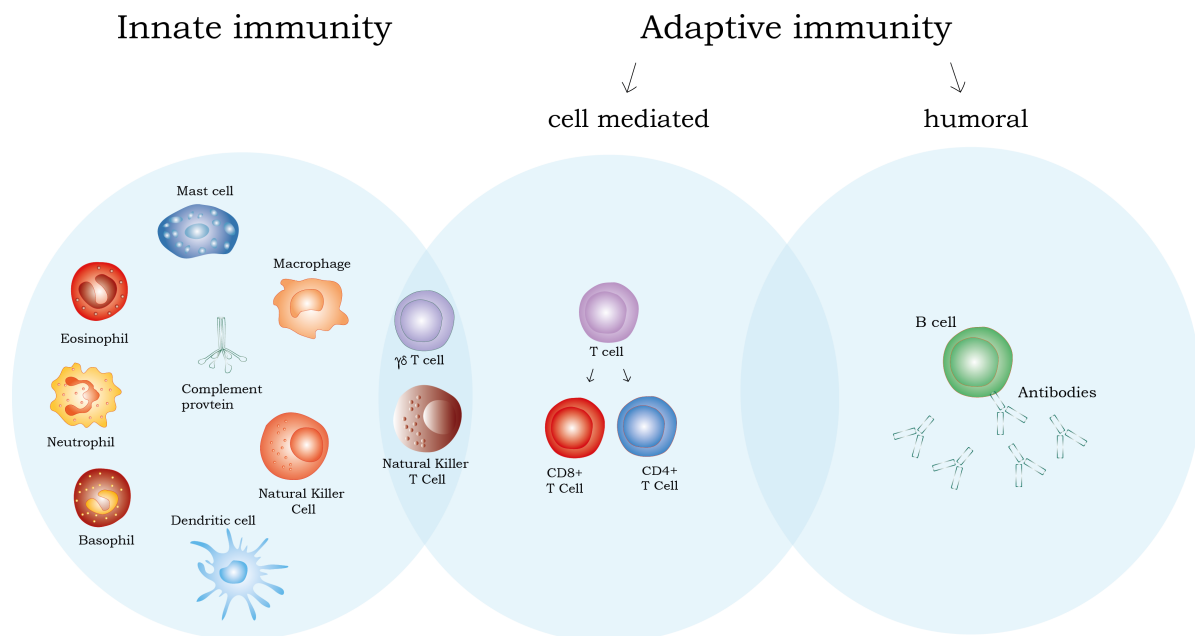 Innate immunity
Adaptive immunity
cell mediated
humoral
Mast cell
Macrophage
Eosinophil
γδ T cell
Complement
provtein
Neutrophil
Natural Killer
Cell
Natural Killer
T Cell
Basophil
Dendritic cell
T cell
CD8+
T Cell
CD4+
T Cell
B cell
Antibodies